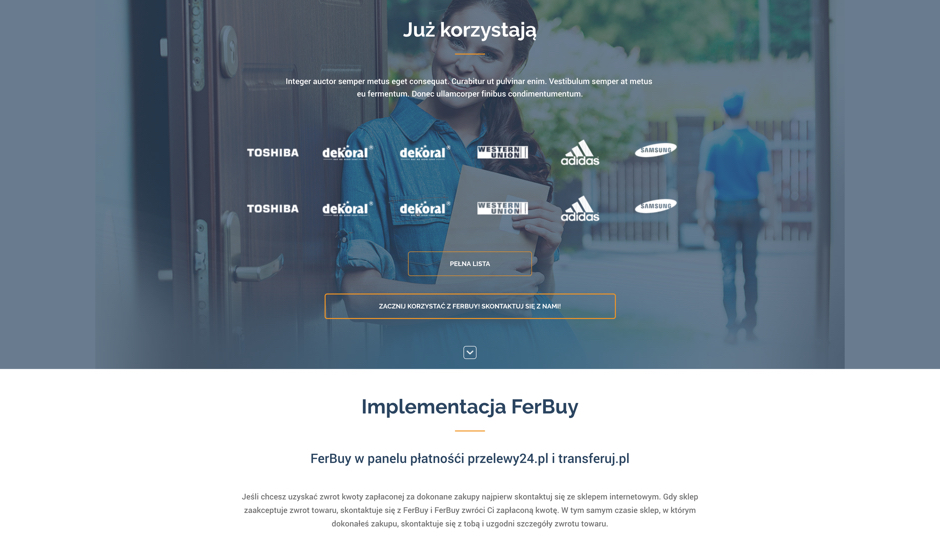 Już korzystają
Integer auctor semper metus eget consequat. Curabitur ut pulvinar enim. Vestibulum semper at metus
eu fermentum. Donec ullamcorper finibus condimentumentum.
TOSHIBA dekoral® dekoral® WESTERN UNION adidas SAMSUNG
TOSHIBA dekoral® dekoral® WESTERN UNION adidas SAMSUNG
PEŁNA LISTA
ZACZNIJ KORZYSTAĆ Z FERBUY! SKONTAKTUJ SIĘ Z NAMI!
Implementacja FerBuy
FerBuy w panelu płatnośći przelewy24.pl i transferuj.pl
Jeśli chcesz uzyskać zwrot kwoty zapłaconej za dokonane zakupy najpierw skontaktuj się ze sklepem internetowym. Gdy sklep
zaakceptuje zwrot towaru, skontaktuje się z FerBuy i FerBuy zwróci Ci zapłaconą kwotę. W tym samym czasie sklep, w którym
dokonałeś zakupu, skontaktuje się z tobą i uzgodni szczegóły zwrotu towaru.